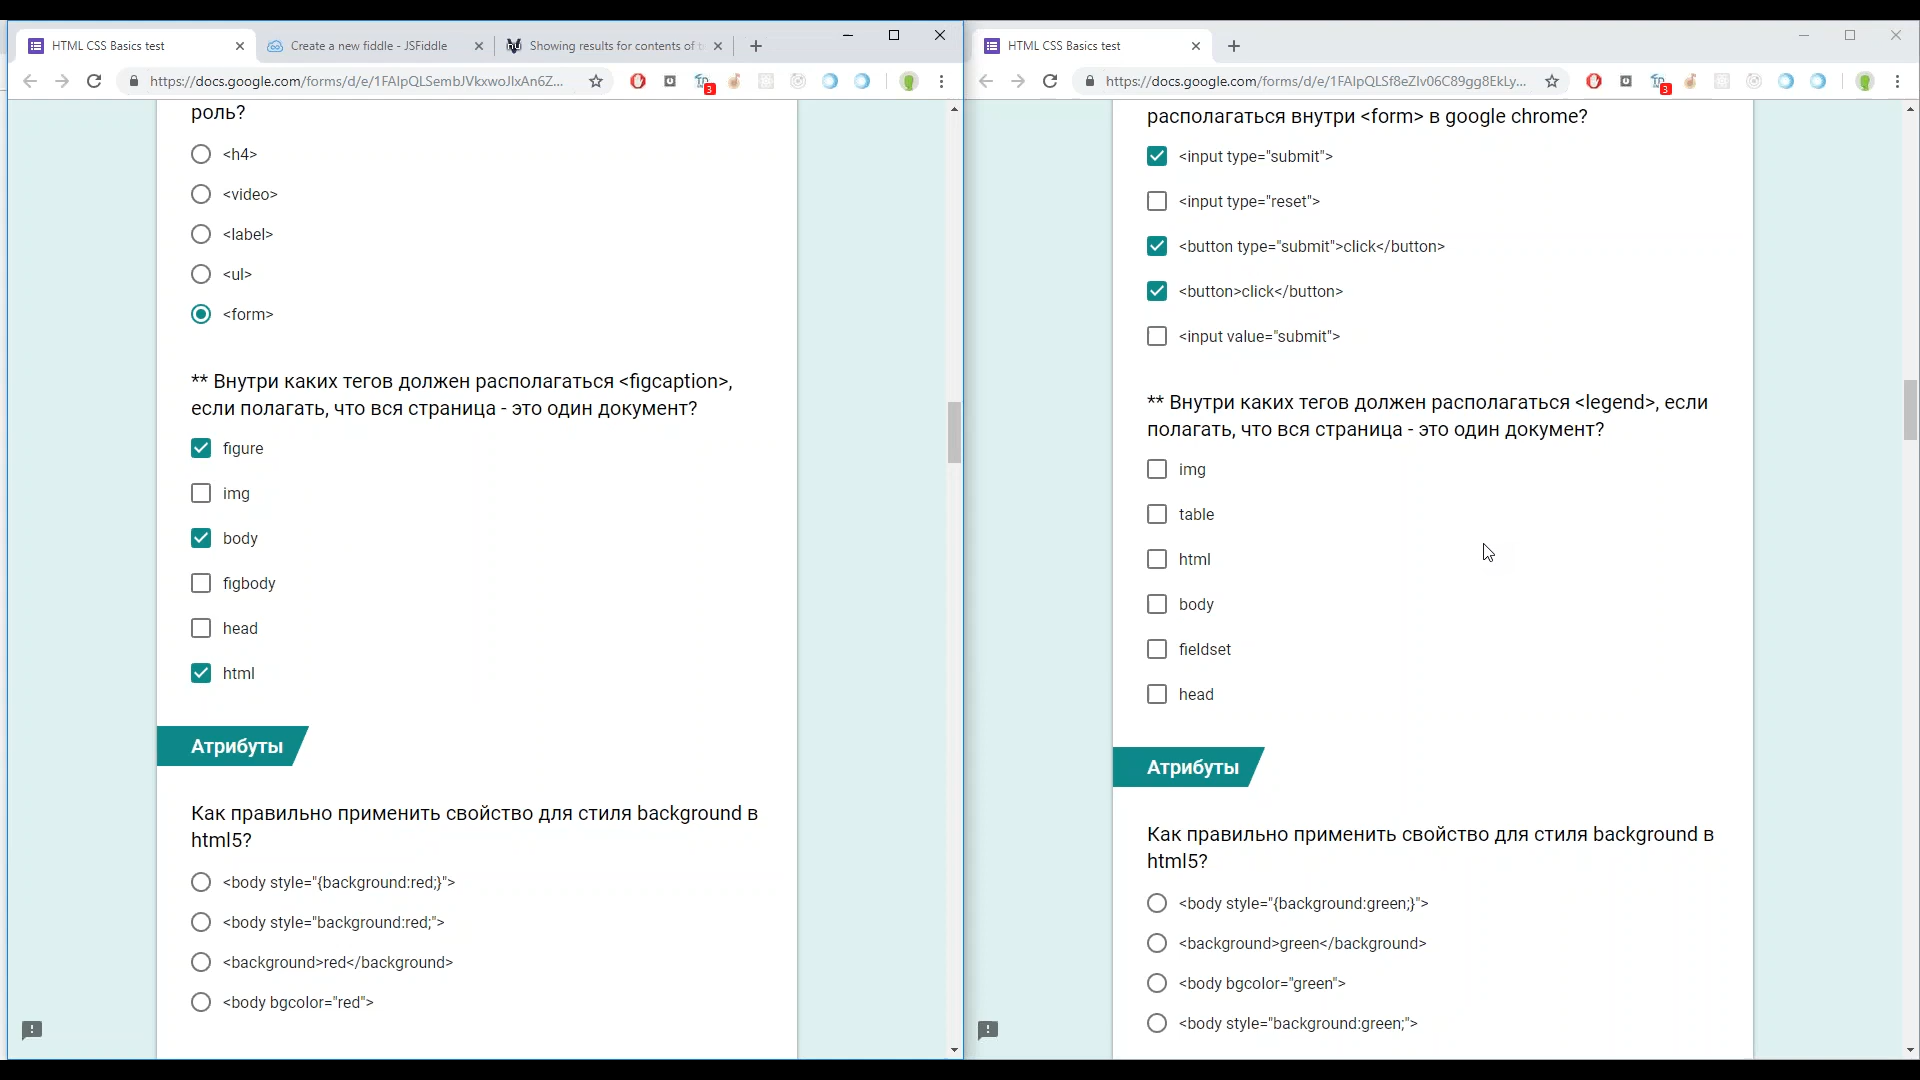 HTML CSS Basics test
Create a new fiddle - JSFiddle
Showing results for contents of
https://docs.google.com/forms/d/e/1FAIpQLSembJVkxwoJlxAn6Z...
3
роль?
<h4>
<video>
<label>
<ul>
<form>
** Внутри каких тегов должен располагаться <figcaption>,
если полагать, что вся страница - это один документ?
figure
img
body
figbody
head
html
Атрибуты
Как правильно применить свойство для стиля background в
html5?
<body style="{background:red;}">
<body style="background:red;">
<background>red</background>
<body bgcolor="red">
HTML CSS Basics test
https://docs.google.com/forms/d/e/1FAIpQLSf8eZIv06C89gg8EkLy...
3
располагаться внутри <form> в google chrome?
<input type="submit">
<input type="reset">
<button type="submit">click</button>
<button>click</button>
<input value="submit">
** Внутри каких тегов должен располагаться <legend>, если
полагать, что вся страница - это один документ?
img
table
html
body
fieldset
head
Атрибуты
Как правильно применить свойство для стиля background в
html5?
<body style="{background:green;}">
<background>green</background>
<body bgcolor="green">
<body style="background:green;">